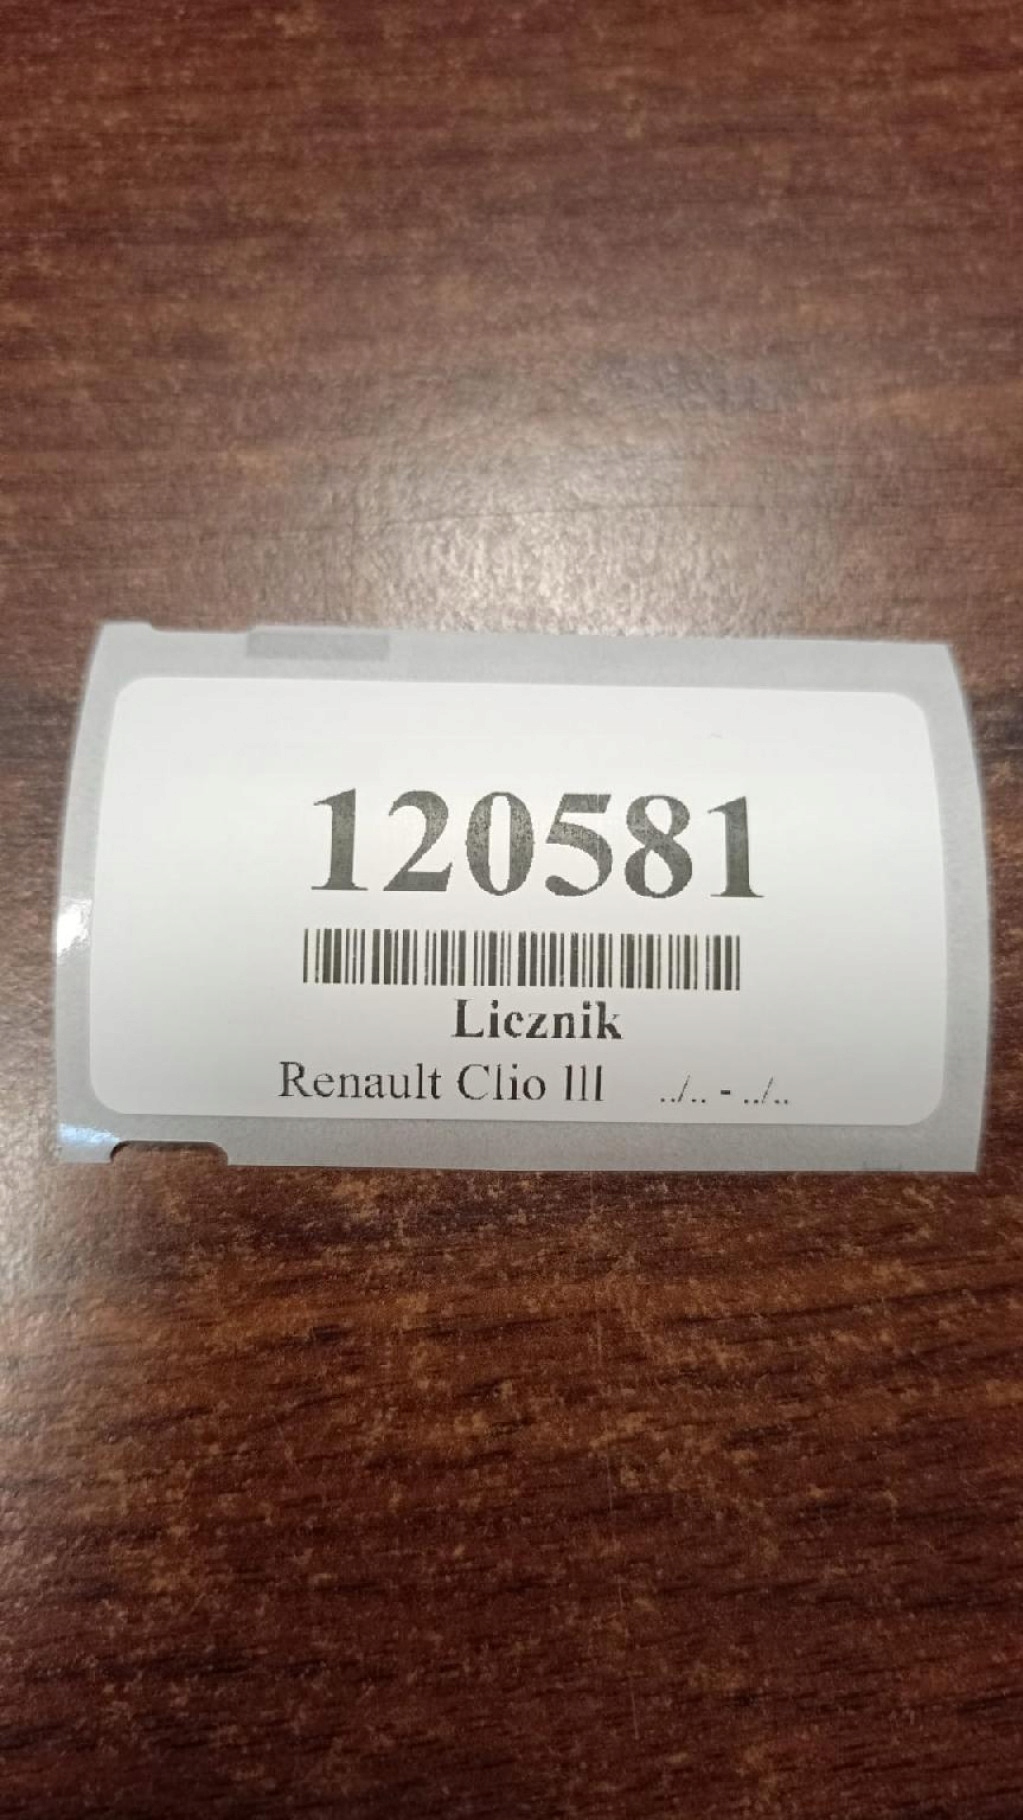 120581
Licznik
Renault Clio III ../.. - ../..